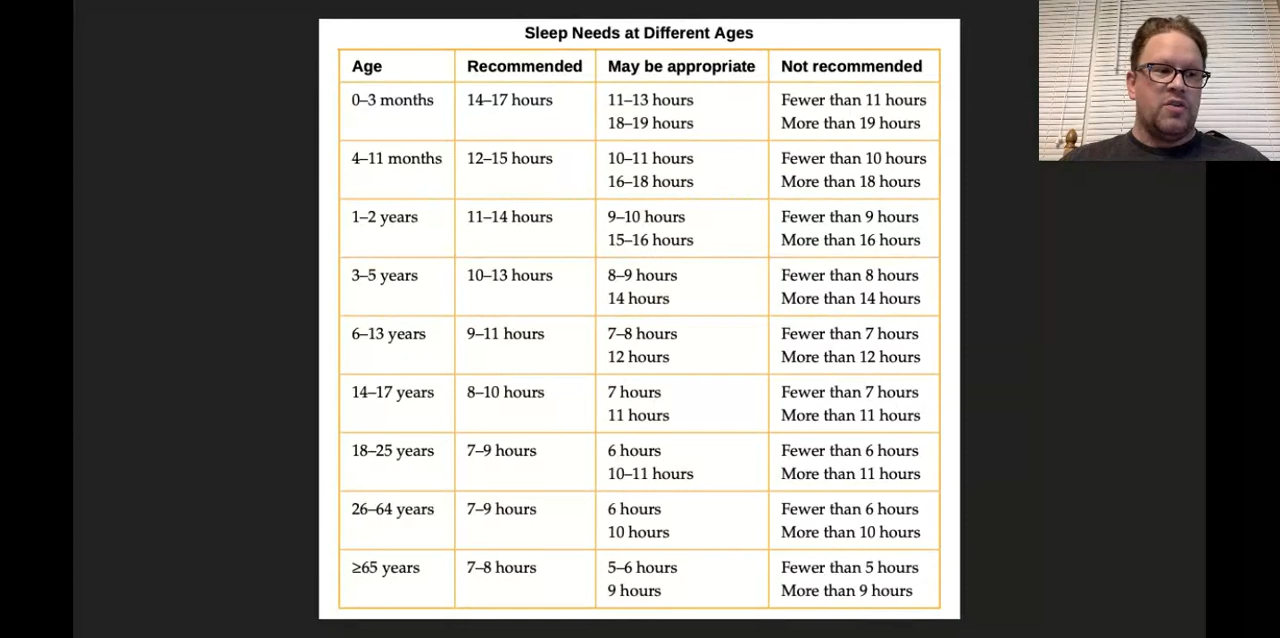 Sleep Needs at Different Ages
Age Recommended May be appropriate Not recommended
0–3 months 14–17 hours 11–13 hours Fewer than 11 hours
18–19 hours More than 19 hours
4–11 months 12–15 hours 10–11 hours Fewer than 10 hours
16–18 hours More than 18 hours
1–2 years 11–14 hours 9–10 hours Fewer than 9 hours
15–16 hours More than 16 hours
3–5 years 10–13 hours 8–9 hours Fewer than 8 hours
14 hours More than 14 hours
6–13 years 9–11 hours 7–8 hours Fewer than 7 hours
12 hours More than 12 hours
14–17 years 8–10 hours 7 hours Fewer than 7 hours
11 hours More than 11 hours
18–25 years 7–9 hours 6 hours Fewer than 6 hours
10–11 hours More than 11 hours
26–64 years 7–9 hours 6 hours Fewer than 6 hours
10 hours More than 10 hours
≥65 years 7–8 hours 5–6 hours Fewer than 5 hours
9 hours More than 9 hours